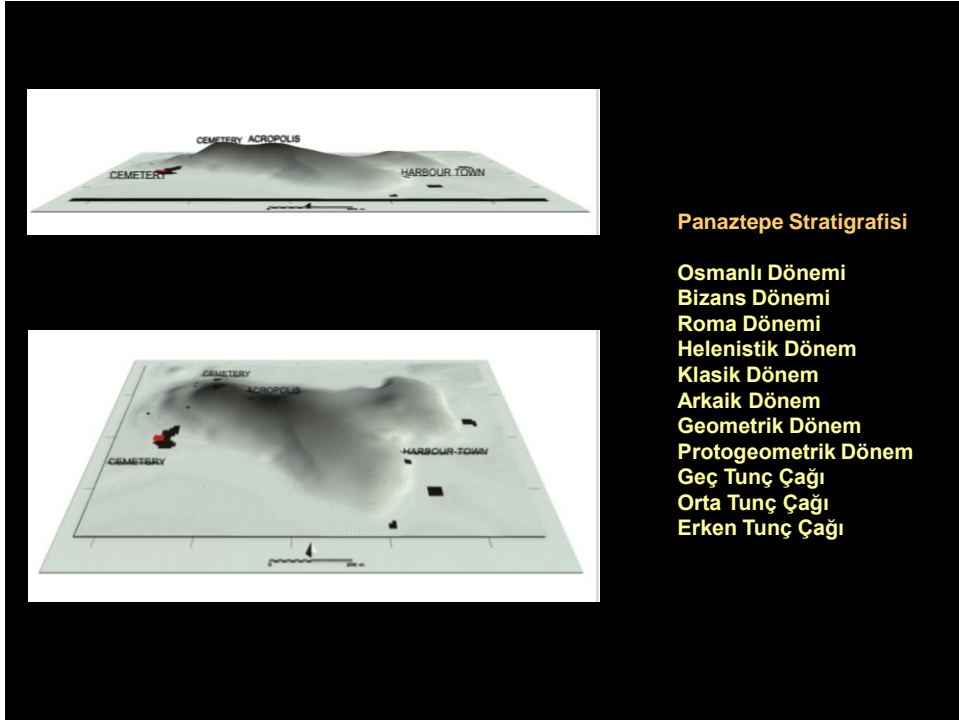 CEMETERY ACROPOLIS
CEMETERY
HARBOUR TOWN
CEMETERY
ACROPOLIS
HARBOUR TOWN
CEMETERY
0
Panaztepe Stratigrafisi
Osmanlı Dönemi
Bizans Dönemi
Roma Dönemi
Helenistik Dönem
Klasik Dönem
Arkaik Dönem
Geometrik Dönem
Protogeometrik Dönem
Geç Tunç Çağı
Orta Tunç Çağı
Erken Tunç Çağı